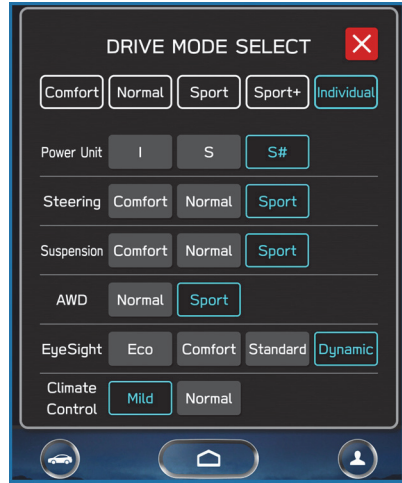 DRIVE MODE SELECT
Comfort Normal Sport Sport+ Individual
Power Unit I S S#
Steering Comfort Normal Sport
Suspension Comfort Normal Sport
AWD Normal Sport
EyeSight Eco Comfort Standard Dynamic
Climate
Control Mild Normal